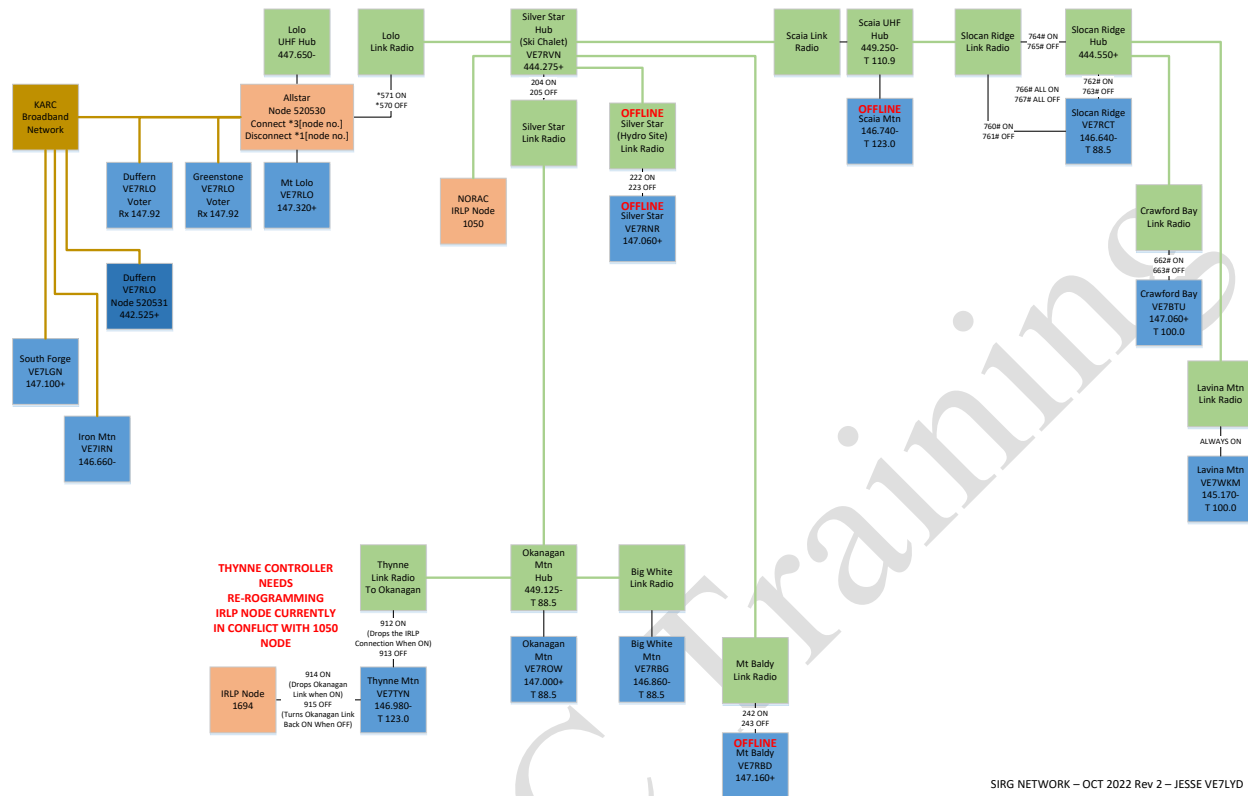 Lolo
UHF Hub
447.650-
Lolo
Link Radio
Silver Star
Hub
(Ski Chalet)
VE7RVN
444.275+
Scaia Link
Radio
Scaia UHF
Hub
449.250-
T 110.9
Slocan Ridge
Link Radio
764# ON
765# OFF
Slocan Ridge
Hub
444.550+
KARC
Broadband
Network
Allstar
Node 520530
Connect *3[node no.]
Disconnect *1[node no.]
*571 ON
*570 OFF
204 ON
205 OFF
Silver Star
Link Radio
OFFLINE
Silver Star
(Hydro Site)
Link Radio
OFFLINE
Scaia Mtn
146.740-
T 123.0
766# ALL ON
767# ALL OFF
762# ON
763# OFF
760# ON
761# OFF
Slocan Ridge
VE7RCT
146.640-
T 88.5
Duffern
VE7RLO
Voter
Rx 147.92
Greenstone
VE7RLO
Voter
Rx 147.92
Mt Lolo
VE7RLO
147.320+
NORAC
IRLP Node
1050
222 ON
223 OFF
OFFLINE
Silver Star
VE7RNR
147.060+
Crawford Bay
Link Radio
662# ON
663# OFF
Crawford Bay
VE7BTU
147.060+
T 100.0
Duffern
VE7RLO
Node 520531
442.525+
South Forge
VE7LGN
147.100+
Iron Mtn
VE7IRN
146.660-
Lavina Mtn
Link Radio
ALWAYS ON
Lavina Mtn
VE7WKM
145.170-
T 100.0
THYNNE CONTROLLER
NEEDS
RE-ROGRAMMING
IRLP NODE CURRENTLY
IN CONFLICT WITH 1050
NODE
Thynne
Link Radio
To Okanagan
Okanagan
Mtn
Hub
449.125-
T 88.5
Big White
Link Radio
912 ON
(Drops the IRLP
Connection When ON)
913 OFF
IRLP Node
1694
914 ON
(Drops Okanagan
Link when ON)
915 OFF
(Turns Okanagan Link
Back ON When OFF)
Thynne Mtn
VE7TYN
146.980-
T 123.0
Okanagan
Mtn
VE7ROW
147.000+
T 88.5
Big White
Mtn
VE7RBG
146.860-
T 88.5
Mt Baldy
Link Radio
242 ON
243 OFF
OFFLINE
Mt Baldy
VE7RBD
147.160+
C Training
SIRG NETWORK – OCT 2022 Rev 2 – JESSE VE7LYD